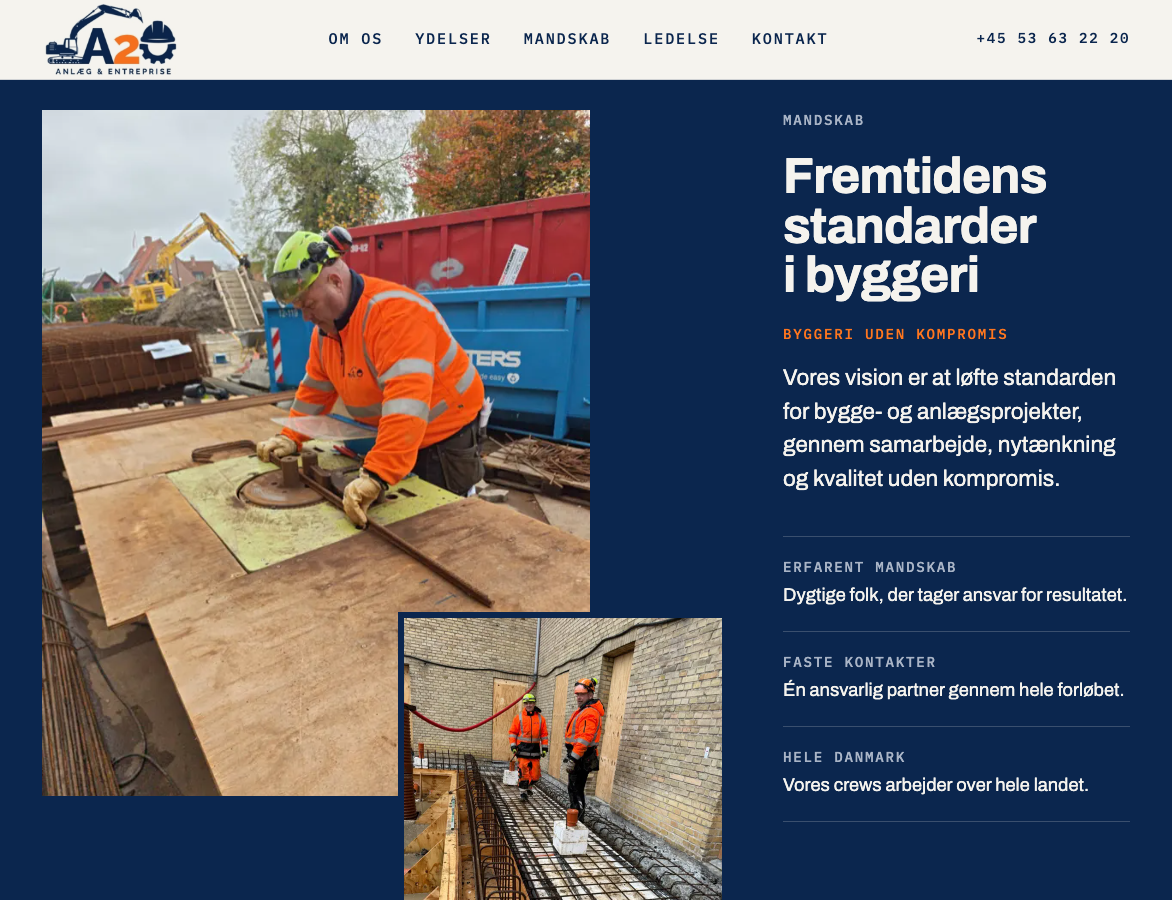 A20
ANLÆG & ENTREPRISE
OM OS YDELSER MANDSKAB LEDELSE KONTAKT
+45 53 63 22 20
MANDSKAB
Fremtidens
standarder
i byggeri
BYGGERI UDEN KOMPROMIS
Vores vision er at løfte standarden
for bygge- og anlægsprojekter,
gennem samarbejde, nytænkning
og kvalitet uden kompromis.
ERFARENT MANDSKAB
Dygtige folk, der tager ansvar for resultatet.
FASTE KONTAKTER
Én ansvarlig partner gennem hele forløbet.
HELE DANMARK
Vores crews arbejder over hele landet.